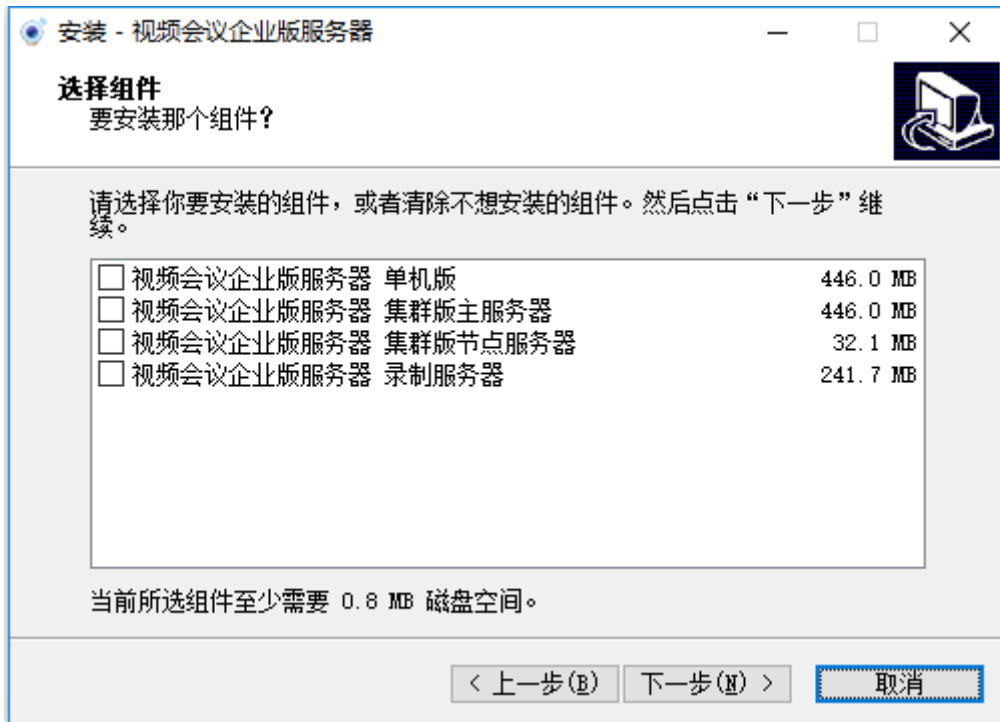 安装 - 视频会议企业版服务器
选择组件
要安装那个组件?
请选择你要安装的组件，或者清除不想安装的组件。然后点击“下一步”继
续。
视频会议企业版服务器 单机版 446.0 MB
视频会议企业版服务器 集群版主服务器 446.0 MB
视频会议企业版服务器 集群版节点服务器 32.1 MB
视频会议企业版服务器 录制服务器 241.7 MB
当前所选组件至少需要 0.8 MB 磁盘空间。
< 上一步(B) 下一步(N) > 取消